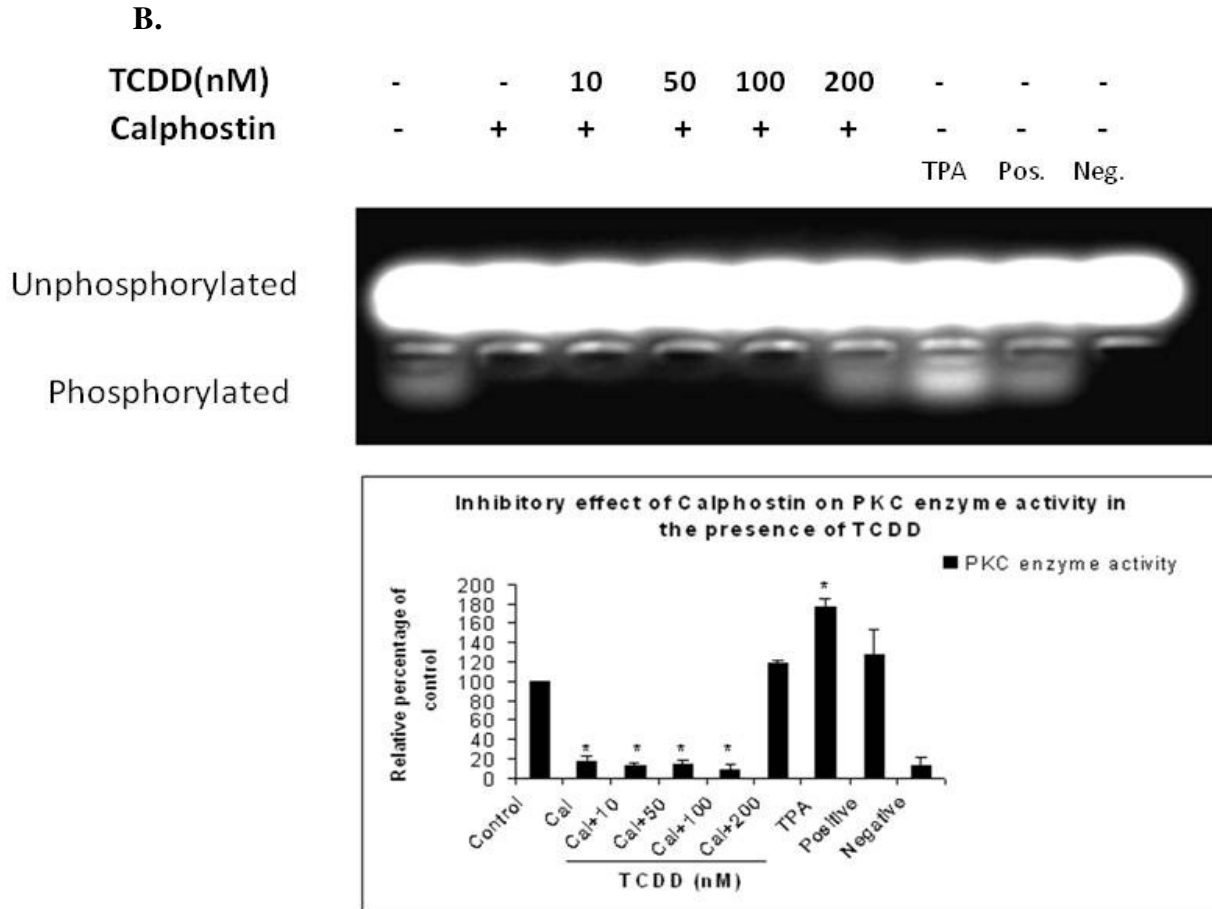 B.
TCDD(nM) - - 10 50 100 200 - - -
Calphostin - + + + + + - - -
TPA Pos. Neg.
Unphosphorylated
Phosphorylated
Inhibitory effect of Calphostin on PKC enzyme activity in
the presence of TCDD
PKC enzyme activity
Relative percentage of
control
200
180
160
140
120
100
80
60
40
20
0
* * * * *
Control
Cal
Cal+10
Cal+50
Cal+100
Cal+200
TPA
Positive
Negative
TCDD (nM)